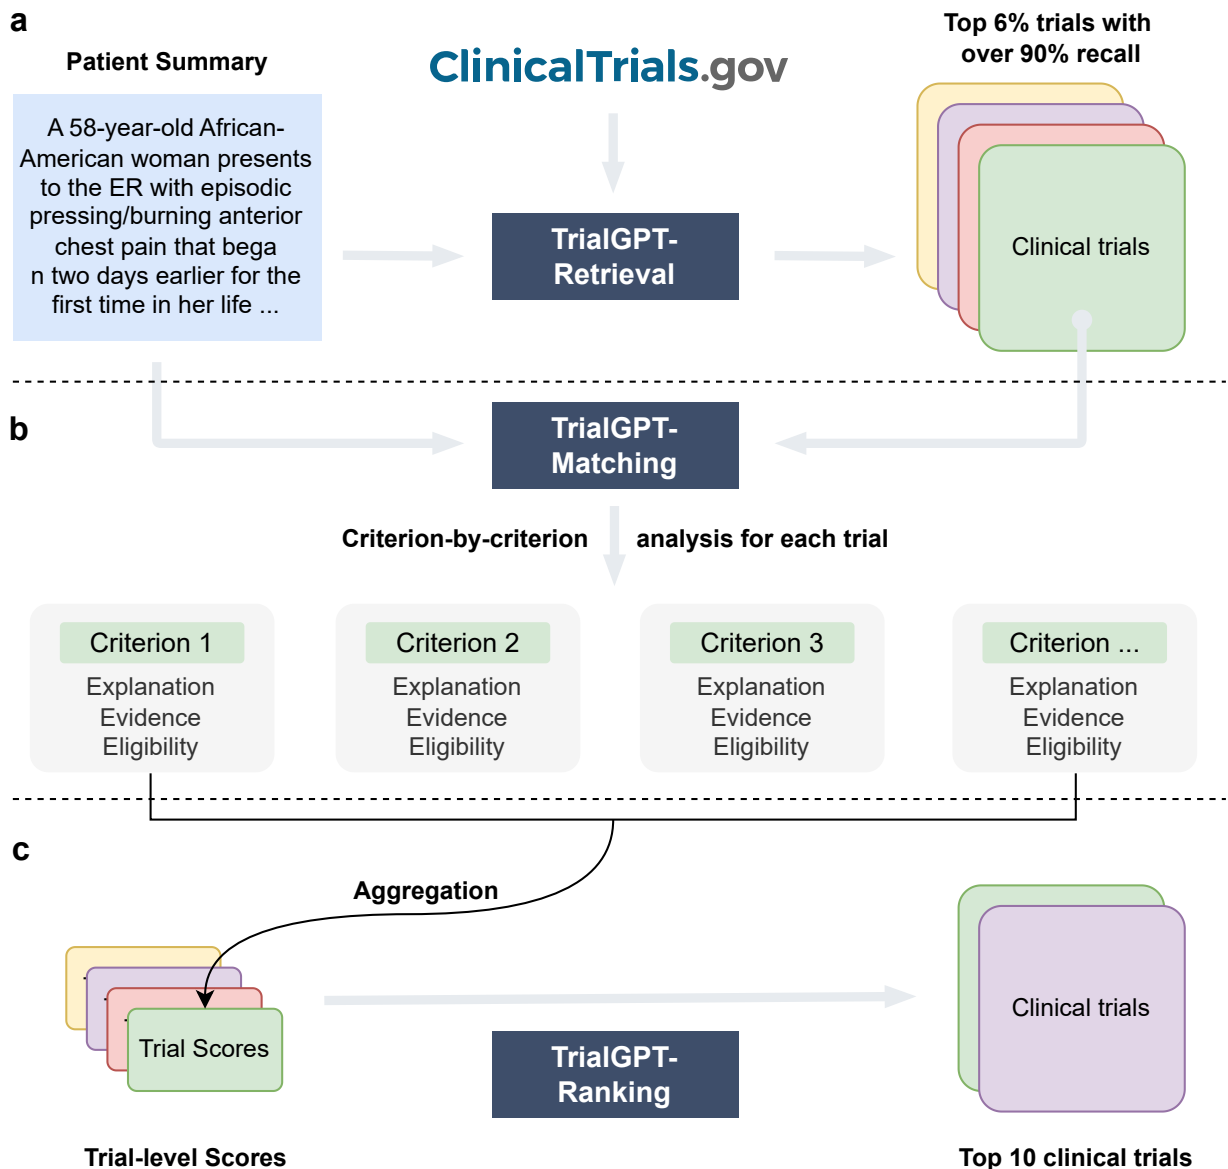 a
Patient Summary
A 58-year-old African-
American woman presents
to the ER with episodic
pressing/burning anterior
chest pain that bega
n two days earlier for the
first time in her life ...
ClinicalTrials.gov
TrialGPT-
Retrieval
Top 6% trials with
over 90% recall
Clinical trials
b
TrialGPT-
Matching
Criterion-by-criterion analysis for each trial
Criterion 1
Explanation
Evidence
Eligibility
Criterion 2
Explanation
Evidence
Eligibility
Criterion 3
Explanation
Evidence
Eligibility
Criterion ...
Explanation
Evidence
Eligibility
c
Aggregation
Trial Scores
Trial-level Scores
TrialGPT-
Ranking
Clinical trials
Top 10 clinical trials